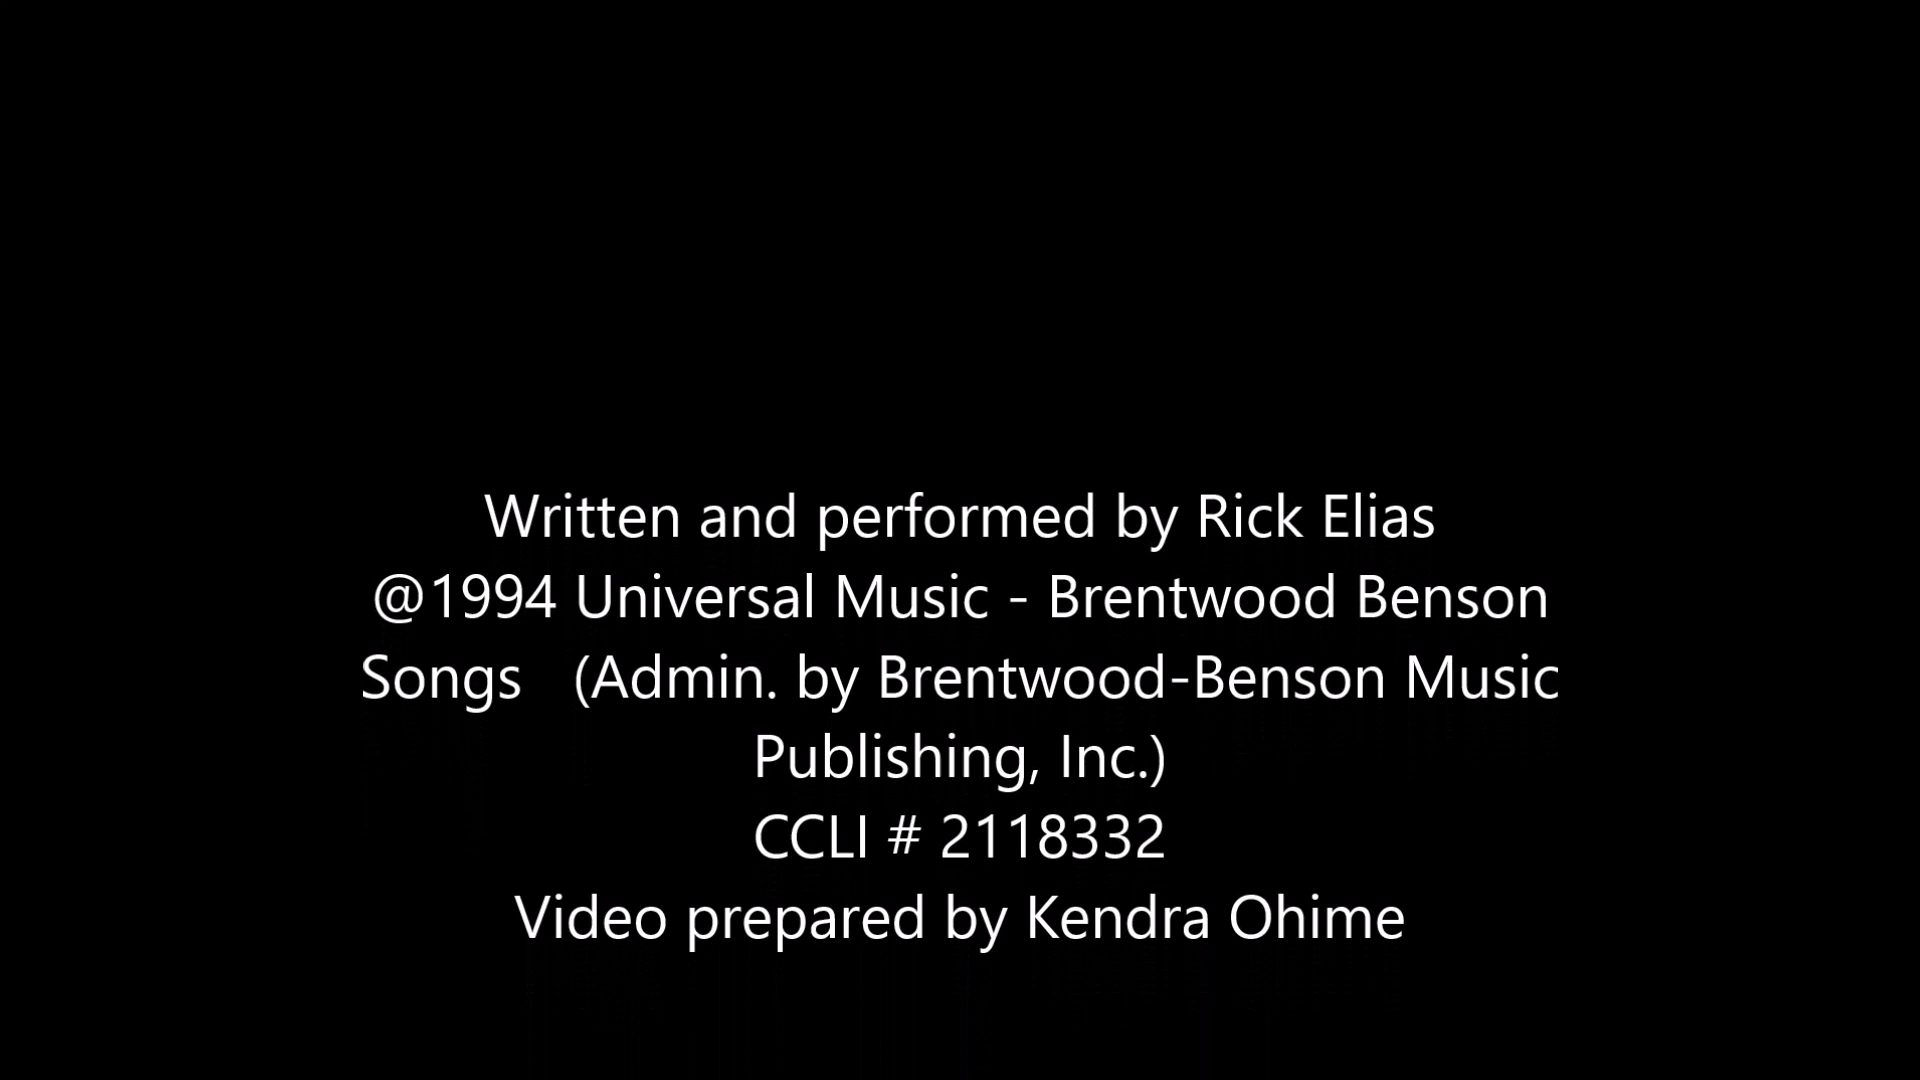 Written and performed by Rick Elias
@1994 Universal Music - Brentwood Benson
Songs   (Admin. by Brentwood-Benson Music
Publishing, Inc.)
CCLI # 2118332
Video prepared by Kendra Ohime